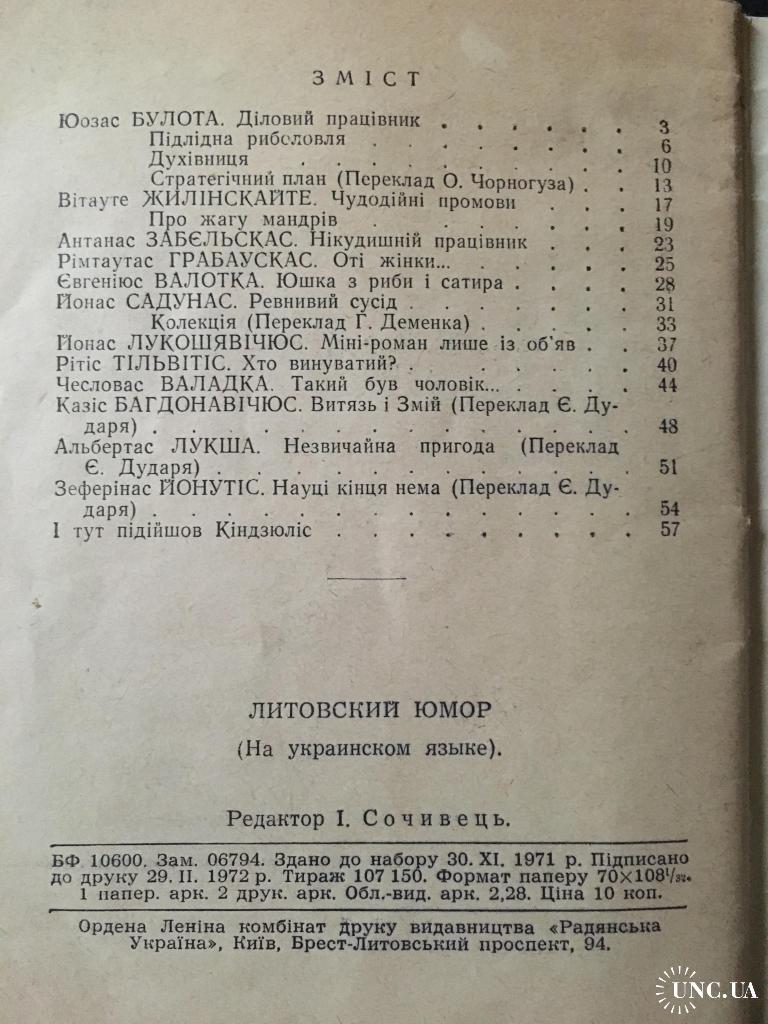 ЗМІСТ
Юозас БУЛОТА. Діловий працівник . . . . . . 3
Підлідна риболовля . . . . . . . 6
Духівниця . . . . . . . . 10
Стратегічний план (Переклад О. Чорногуза) . . 13
Вітауте ЖИЛІНСКАЙТЕ. Чудодійні промови . . . 17
Про жагу мандрів . . . . . . . 19
Антанас ЗАБЄЛЬСКАС. Нікудишній працівник . . . 23
Рімтаутас ГРАБАУСКАС. Оті жінки... . . . . . 25
Євгеніюс ВАЛОТКА. Юшка з риби і сатира . . . . 28
Йонас САДУНАС. Ревнивий сусід . . . . . . 31
Колекція (Переклад Г. Деменка) . . . . . 33
Йонас ЛУКОШЯВІЧЮС. Міні-роман лише із об'яв . . 37
Рітіс ТІЛЬВІТІС. Хто винуватий? . . . . . . 40
Чесловас ВАЛАДКА. Такий був чоловік... . . . . 44
Казіс БАГДОНАВІЧЮС. Витязь і Змій (Переклад Є. Ду-
даря) . . . . . . . . . . . . 48
Альбертас ЛУКША. Незвичайна пригода (Переклад
Є. Дударя) . . . . . . . . . . 51
Зеферінас ЙОНУТІС. Науці кінця нема (Переклад Є. Ду-
даря) . . . . . . . . . . . . 54
І тут підійшов Кіндзюліс . . . . . . . . 57
ЛИТОВСКИЙ ЮМОР
(На украинском языке).
Редактор І. Сочивець.
БФ 10600. Зам. 06794. Здано до набору 30. XI. 1971 р. Підписано
до друку 29. II. 1972 р. Тираж 107 150. Формат паперу 70×108¹/₃₂.
1 папер. арк. 2 друк. арк. Обл.-вид. арк. 2,28. Ціна 10 коп.
Ордена Леніна комбінат друку видавництва «Радянська
Україна», Київ, Брест-Литовський проспект, 94.
UNC.UA